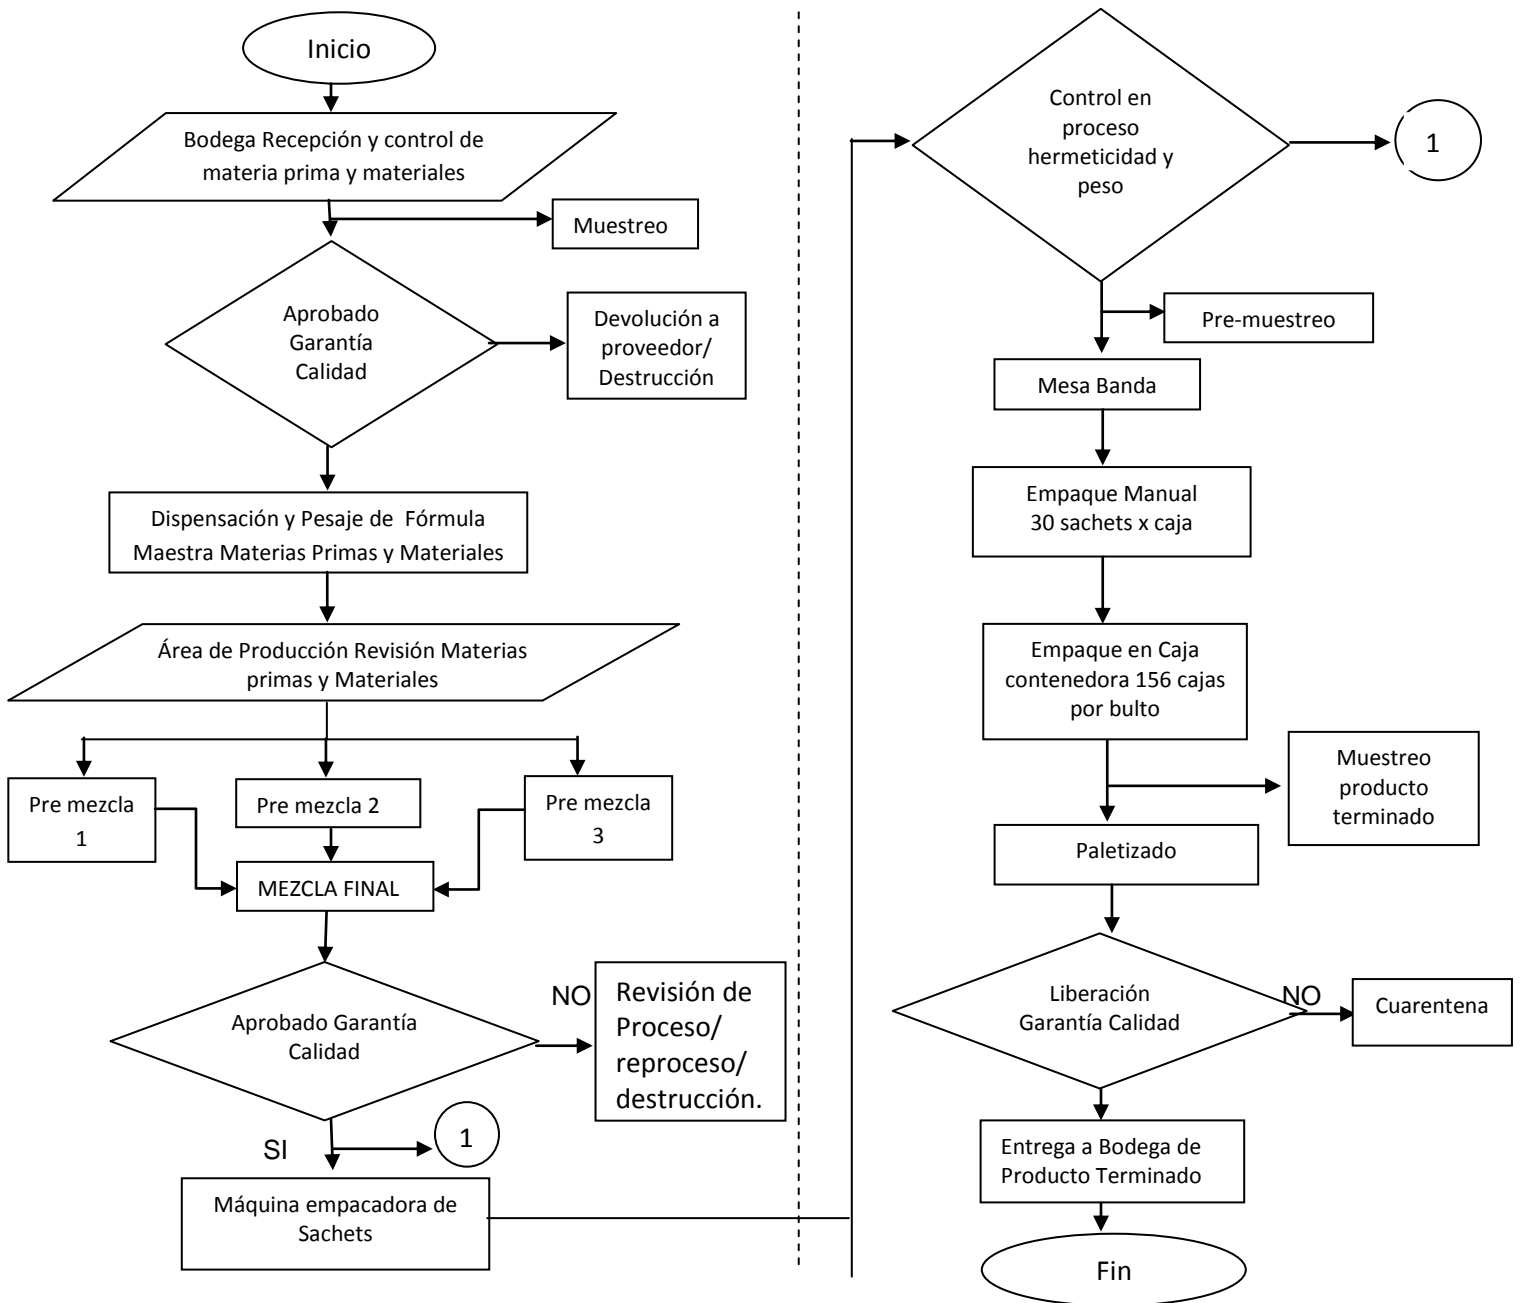 Inicio
Bodega Recepción y control de
materia prima y materiales
Muestreo
Aprobado
Garantía
Calidad
Devolución a
proveedor/
Destrucción
Dispensación y Pesaje de Fórmula
Maestra Materias Primas y Materiales
Área de Producción Revisión Materias
primas y Materiales
Pre mezcla
1
Pre mezcla 2
Pre mezcla
3
MEZCLA FINAL
Aprobado Garantía
Calidad
NO
Revisión de
Proceso/
reproceso/
destrucción.
SI
1
Máquina empacadora de
Sachets
Control en
proceso
hermeticidad y
peso
1
Pre-muestreo
Mesa Banda
Empaque Manual
30 sachets x caja
Empaque en Caja
contenedora 156 cajas
por bulto
Muestreo
producto
terminado
Paletizado
Liberación
Garantía Calidad
NO
Cuarentena
Entrega a Bodega de
Producto Terminado
Fin